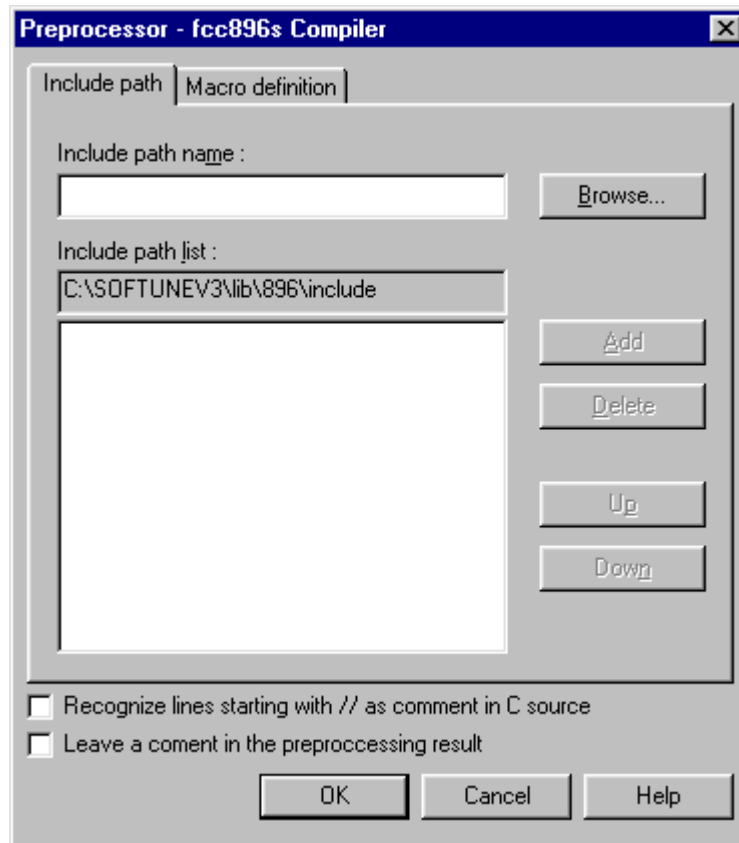 Preprocessor - fcc896s Compiler
Include path
Macro definition
Include path name :
Browse...
Include path list :
C:\SOFTUNEV3\lib\896\include
Add
Delete
Up
Down
Recognize lines starting with // as comment in C source
Leave a coment in the preproccessing result
OK
Cancel
Help